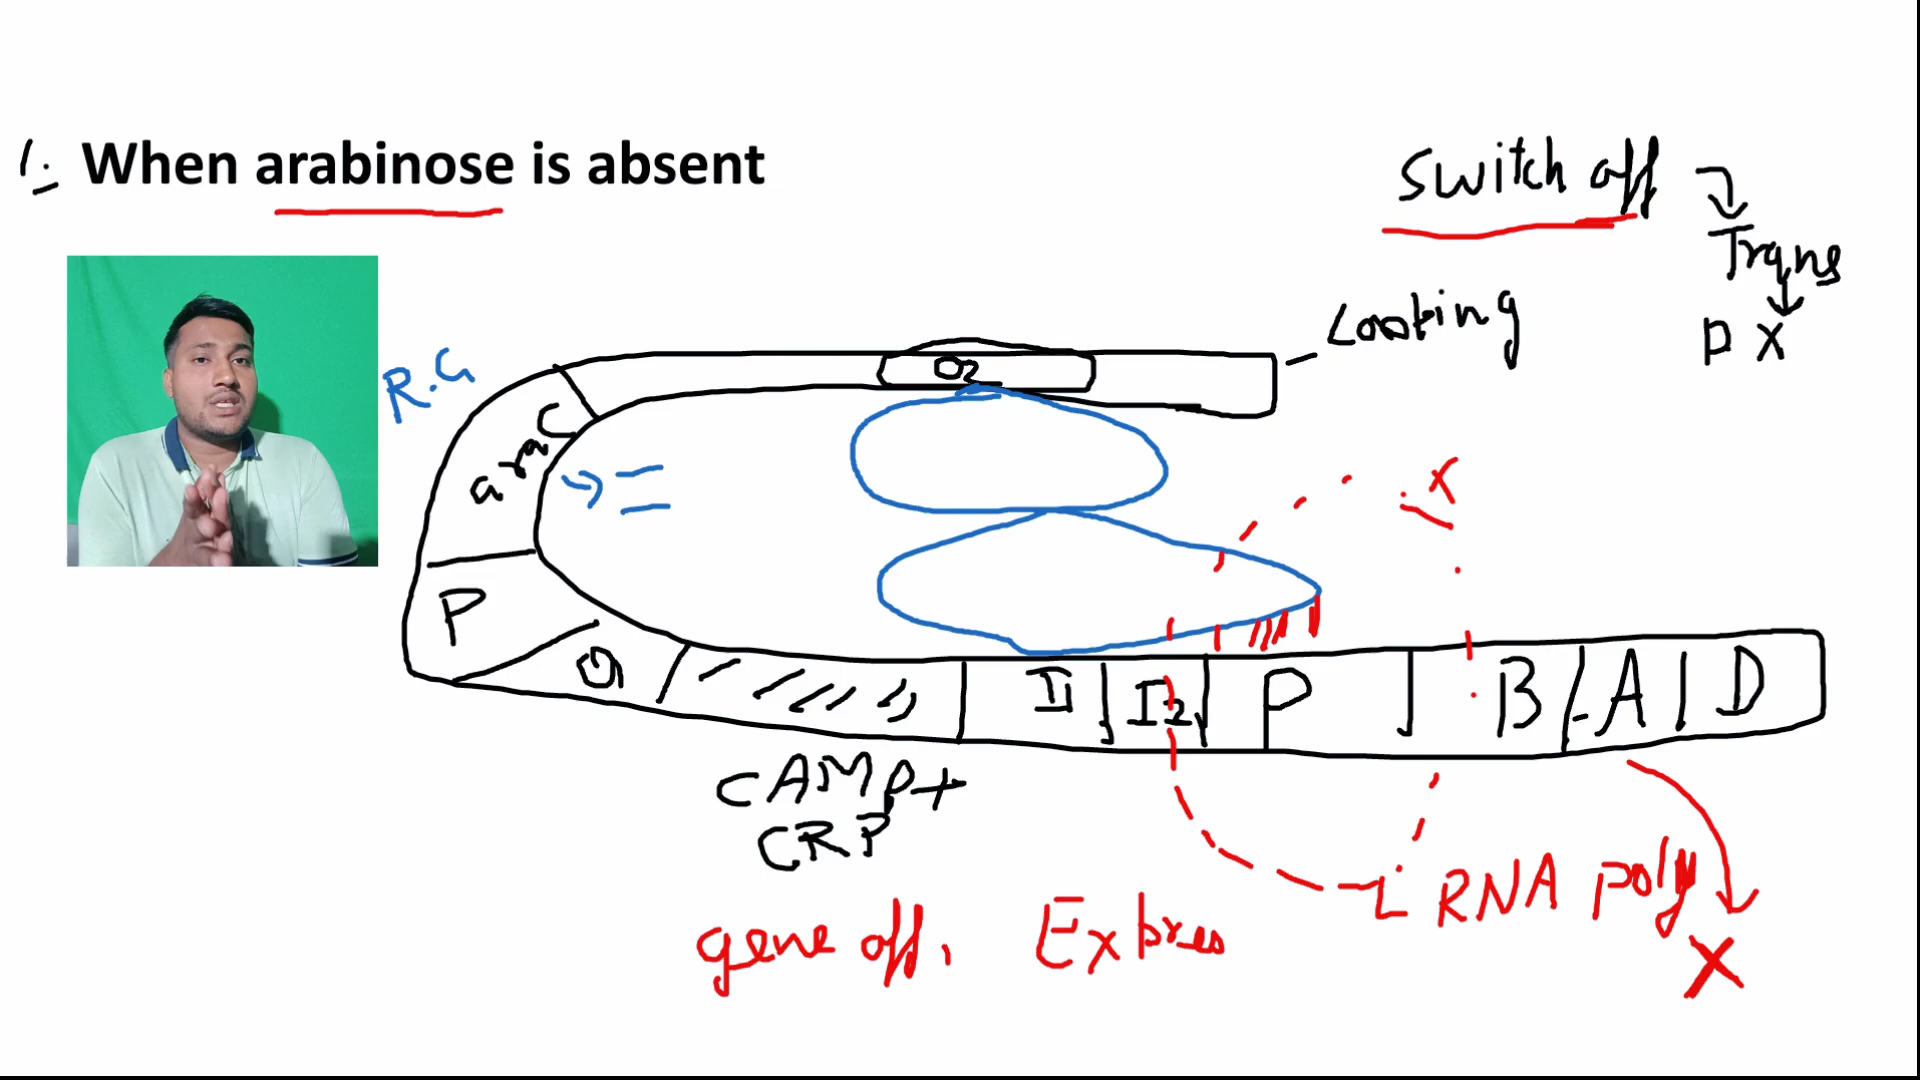 1:- When arabinose is absent
Switch off
Trans
P X
Looting
R.G
O2
araC
P
O
I1 I2 P B A D
X
CAMP+
CRP
RNA poly
gene off, Expres
X